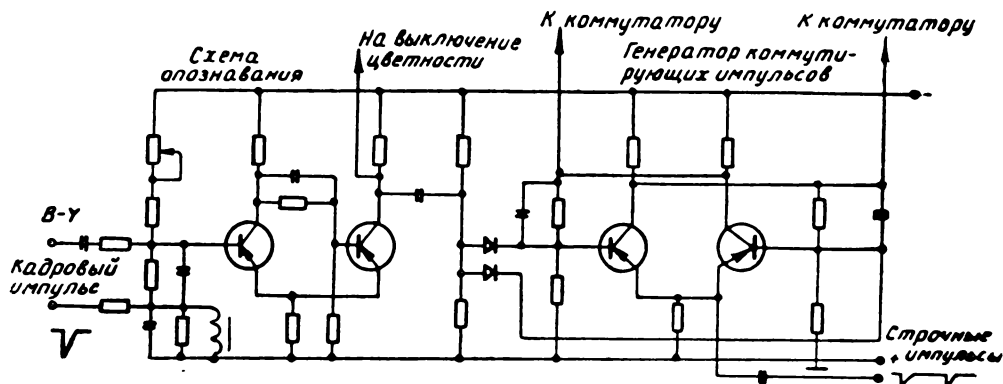 К коммутатору
К коммутатору
На выключение
цветности
Генератор коммути-
рующих импульсов
Схема
опознавания
-
B-Y
Кадровый
импульс
Строчные
+ импульсы